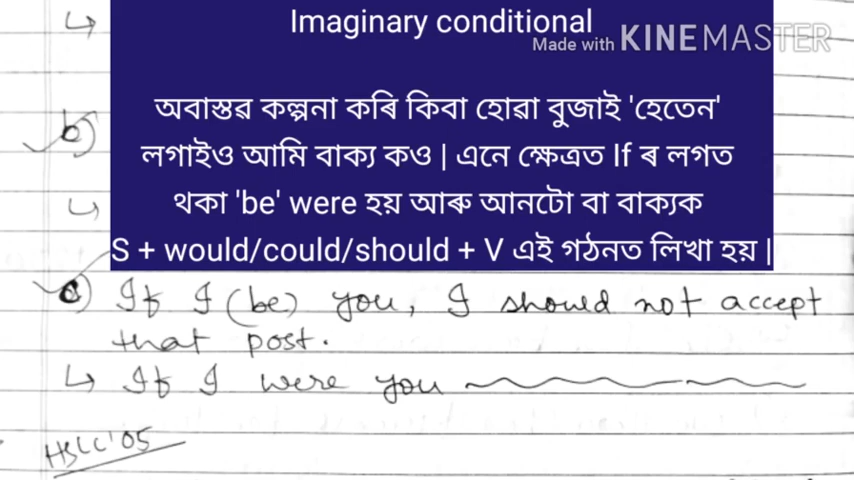 Imaginary conditional
Made with KINEMASTER
অবাস্তৱ কল্পনা কৰি কিবা হোৱা বুজাই 'হেতেন'
লগাইও আমি বাক্য কওঁ | এনে ক্ষেত্ৰত If ৰ লগত
থকা 'be' were হয় আৰু আনটো বা বাক্যক
S + would/could/should + V এই গঠনত লিখা হয় |
b)
c) If I (be) you, I should not accept
that post.
↳ If I were you
HSLC'05